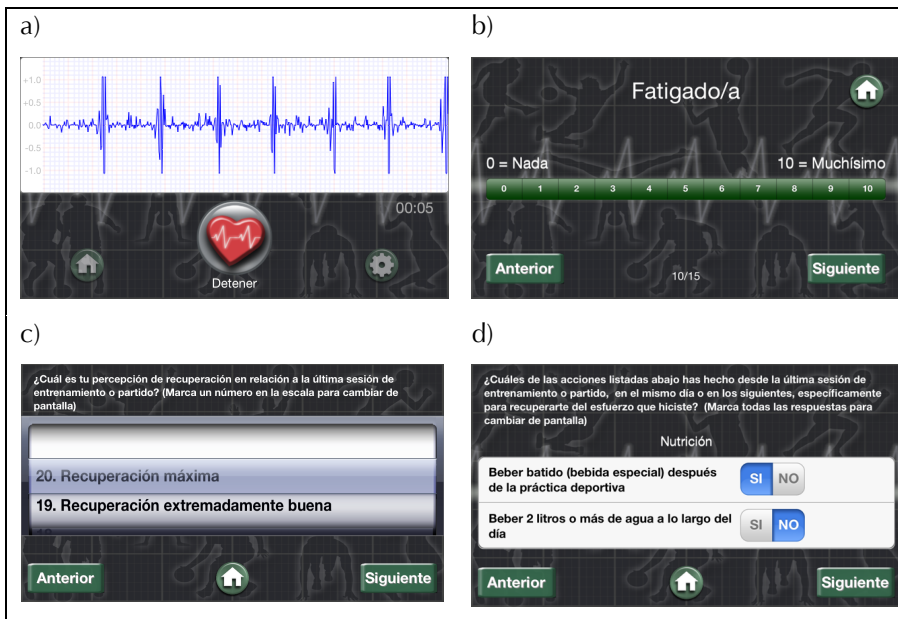 a)
+1.0
+0.5
0.0
-0.5
-1.0
00:05
Detener
b)
Fatigado/a
0 = Nada
10 = Muchísimo
0 1 2 3 4 5 6 7 8 9 10
Anterior
10/15
Siguiente
c)
¿Cuál es tu percepción de recuperación en relación a la última sesión de
entrenamiento o partido? (Marca un número en la escala para cambiar de
pantalla)
20. Recuperación máxima
19. Recuperación extremadamente buena
Anterior
Siguiente
d)
¿Cuáles de las acciones listadas abajo has hecho desde la última sesión de
entrenamiento o partido, en el mismo día o en los siguientes, específicamente
para recuperarte del esfuerzo que hiciste? (Marca todas las respuestas para
cambiar de pantalla)
Nutrición
Beber batido (bebida especial) después
de la práctica deportiva
SI NO
Beber 2 litros o más de agua a lo largo del
día
SI NO
Anterior
Siguiente